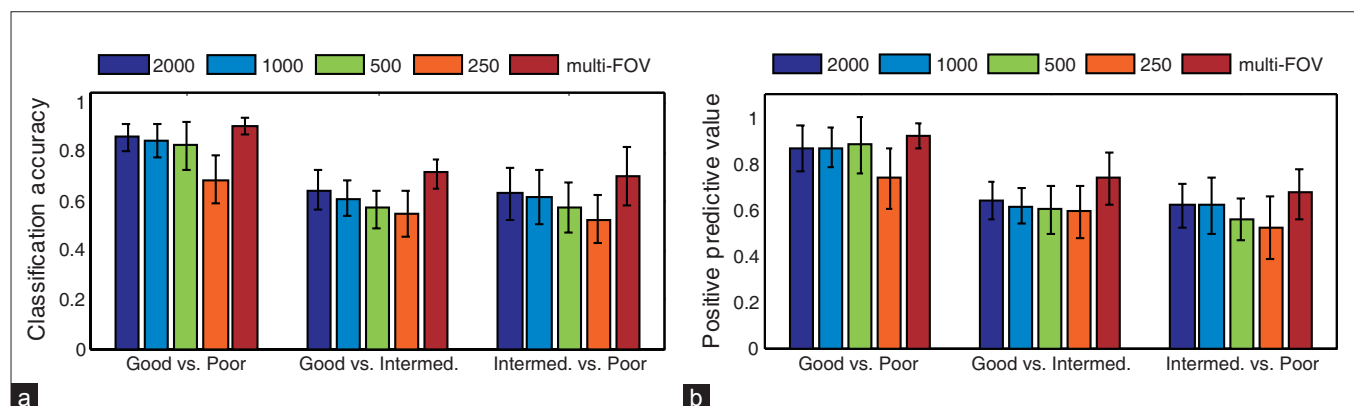 2000 1000 500 250 multi-FOV
Classification accuracy
1
0.8
0.6
0.4
0.2
0
Good vs. Poor Good vs. Intermed. Intermed. vs. Poor
a
2000 1000 500 250 multi-FOV
Positive predictive value
1
0.8
0.6
0.4
0.2
0
Good vs. Poor Good vs. Intermed. Intermed. vs. Poor
b